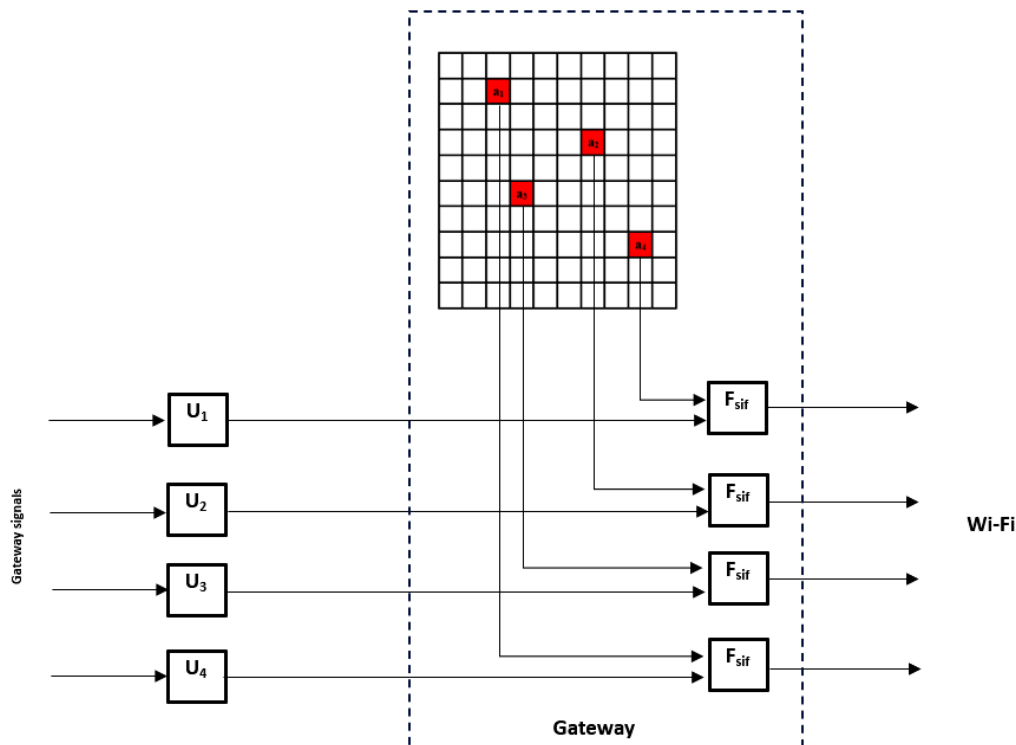 a₁
a₂
a₃
a₄
U₁
Fsif
U₂
Fsif
Gateway signals
Wi-Fi
U₃
Fsif
U₄
Fsif
Gateway